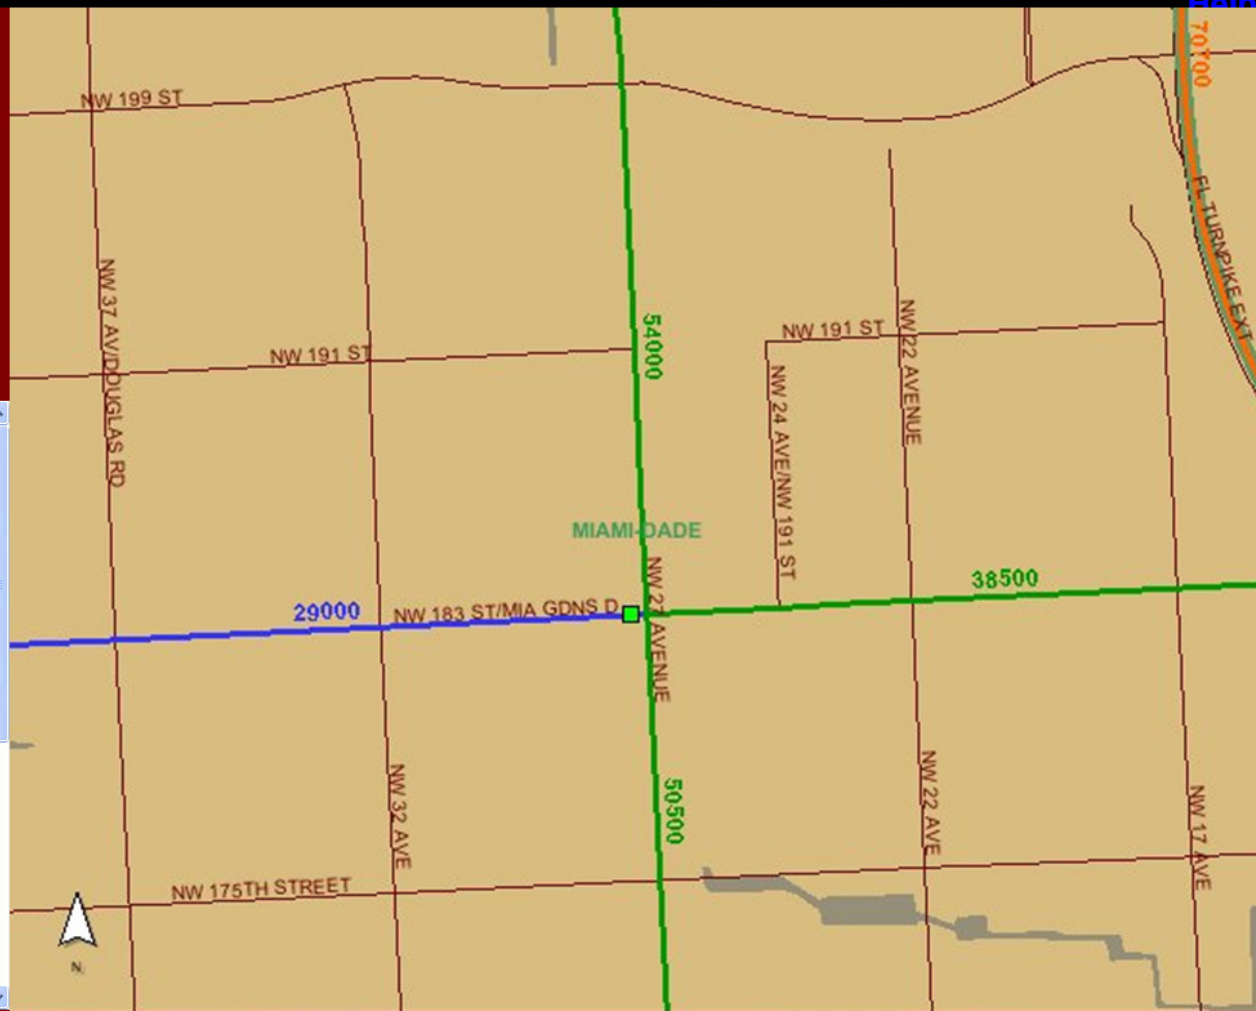 Help
70700
NW 199 ST
FL TURNPIKE EXT
NW 37 AV/DOUGLAS RD
NW 191 ST
54000
NW 191 ST
NW 22 AVENUE
NW 24 AVE/NW 191 ST
MIAMI-DADE
NW 27 AVENUE
38500
29000
NW 183 ST/MIA GDNS D
50500
NW 32 AVE
NW 22 AVE
NW 17 AVE
NW 175TH STREET
N